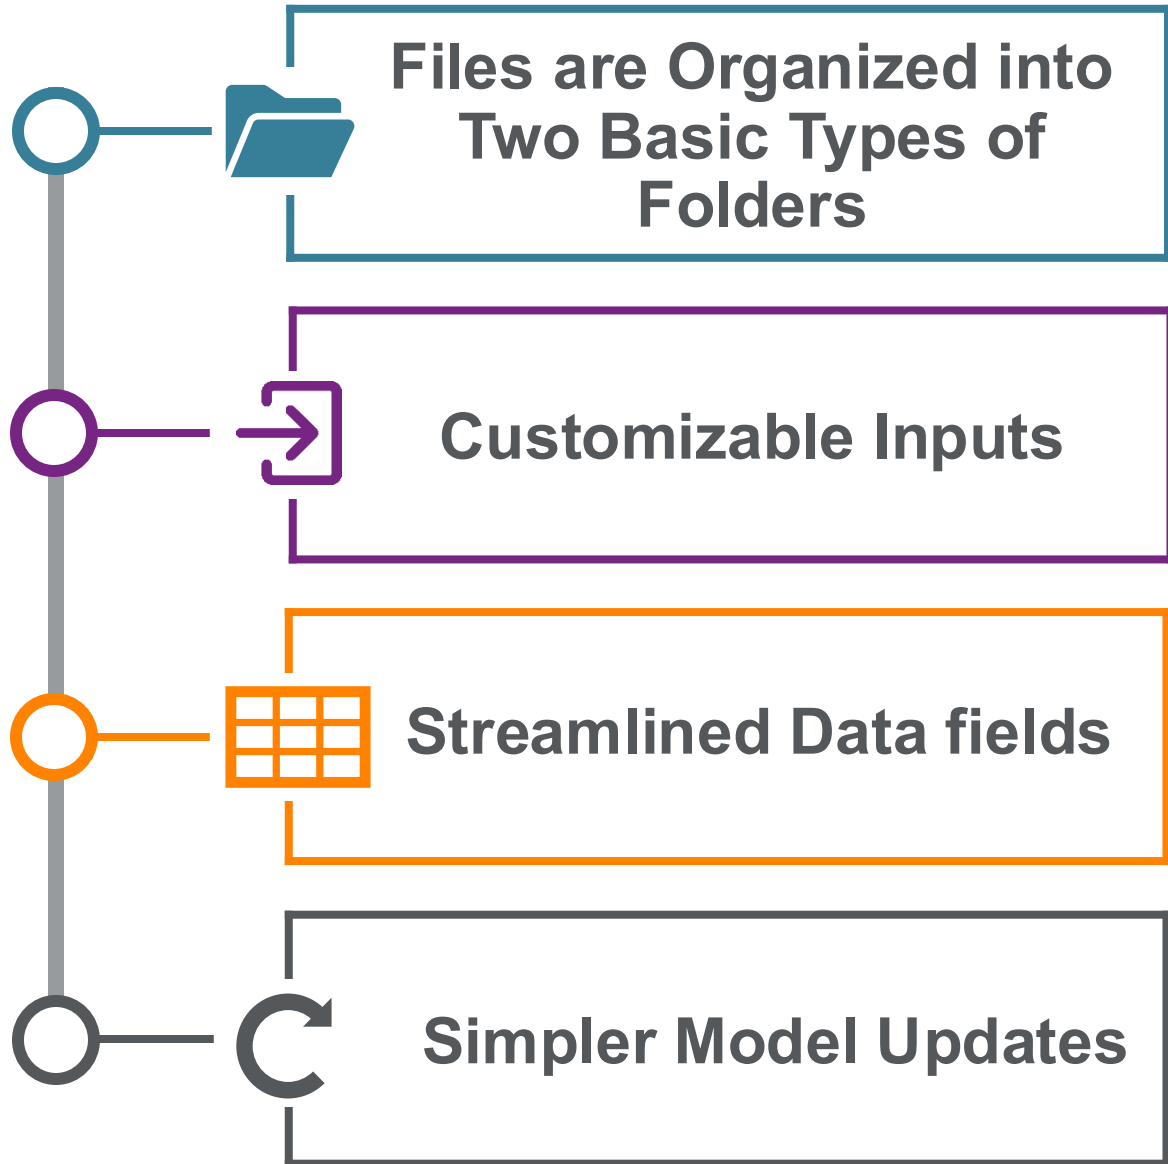 Files are Organized into
Two Basic Types of
Folders
Customizable Inputs
Streamlined Data fields
Simpler Model Updates